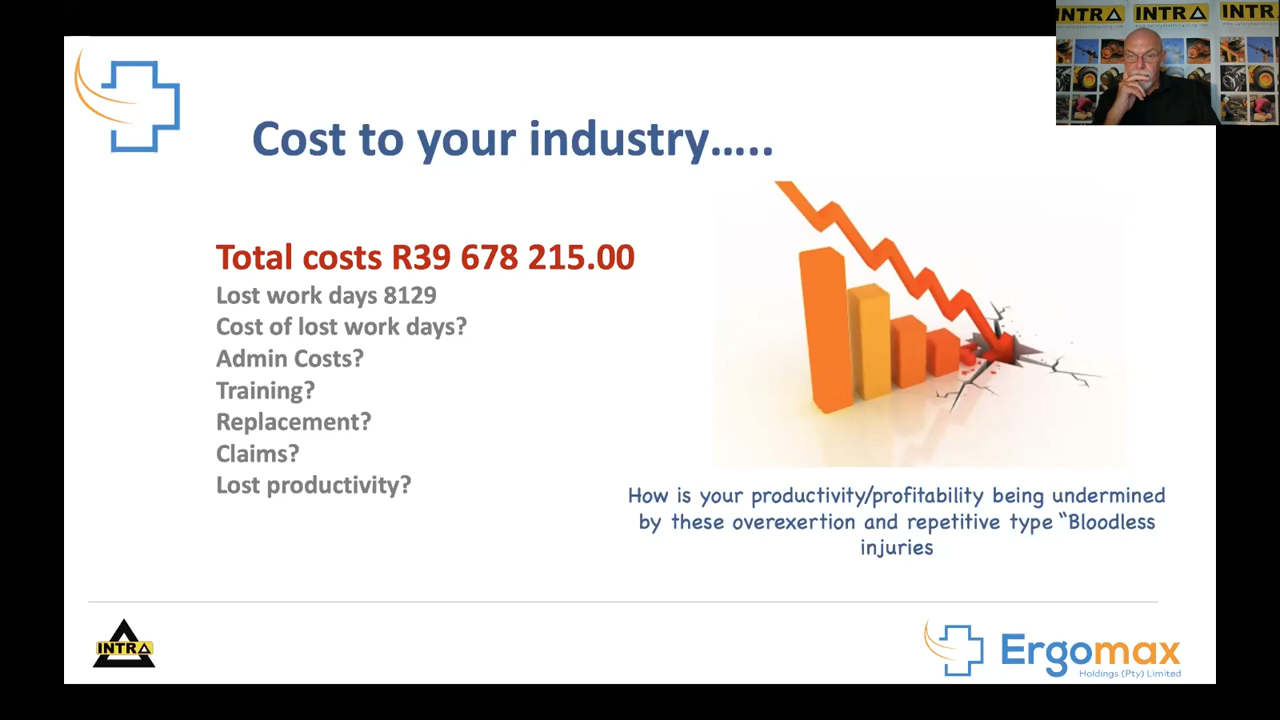 INTRA
INTRA
INTR
Cost to your industry.....
Total costs R39 678 215.00
Lost work days 8129
Cost of lost work days?
Admin Costs?
Training?
Replacement?
Claims?
Lost productivity?
How is your productivity/profitability being undermined
by these overexertion and repetitive type “Bloodless
injuries
INTRA
Ergomax
Holdings (Pty) Limited